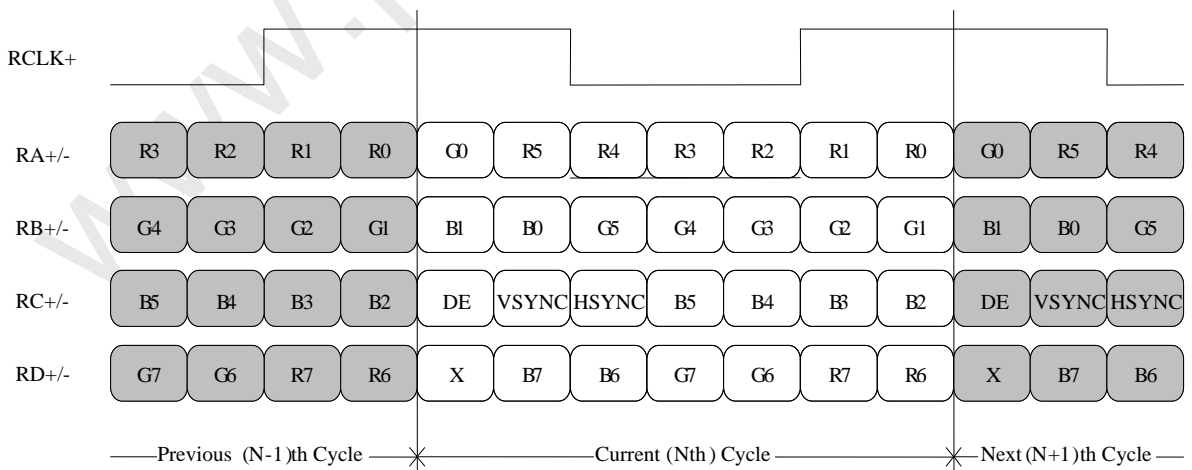 RCLK+
RA+/- R3 R2 R1 R0 G0 R5 R4 R3 R2 R1 R0 G0 R5 R4
RB+/- G4 G3 G2 G1 B1 B0 G5 G4 G3 G2 G1 B1 B0 G5
RC+/- B5 B4 B3 B2 DE VSYNC HSYNC B5 B4 B3 B2 DE VSYNC HSYNC
RD+/- G7 G6 R7 R6 X B7 B6 G7 G6 R7 R6 X B7 B6
Previous (N-1)th Cycle Current (Nth) Cycle Next (N+1)th Cycle
www.